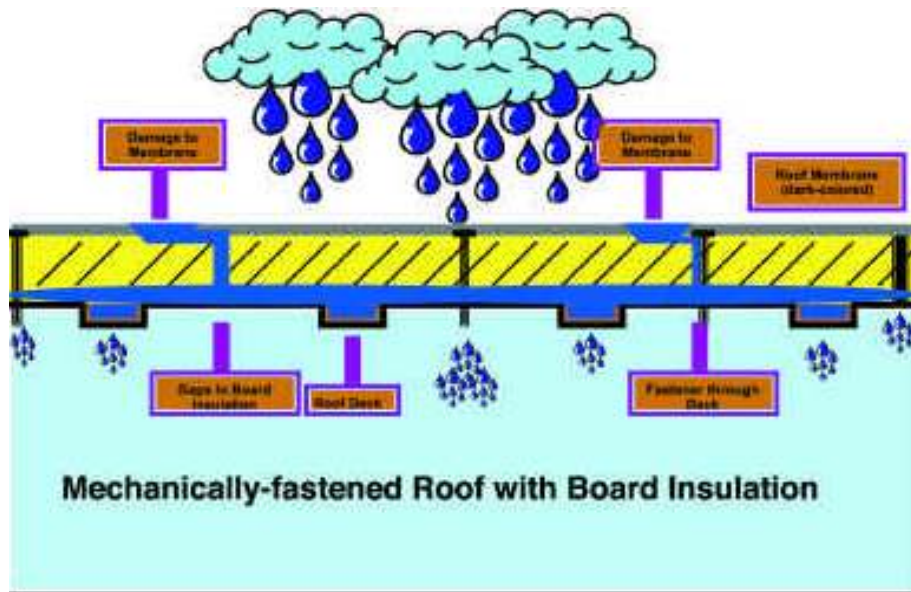 Damage to
Membrane
Damage to
Membrane
Roof Membrane
(dark-colored)
Gaps in Board
Insulation
Roof Deck
Fastener through
Deck
Mechanically-fastened Roof with Board Insulation